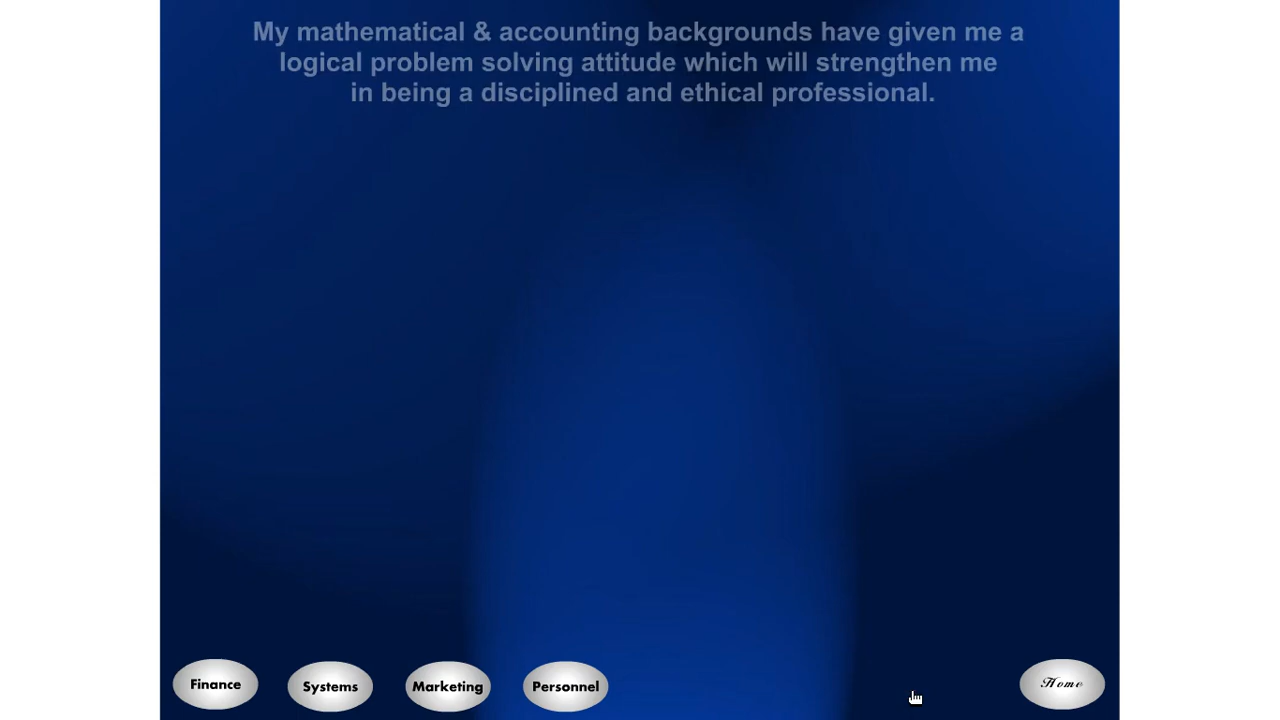 My mathematical & accounting backgrounds have given me a
logical problem solving attitude which will strengthen me
in being a disciplined and ethical professional.
Finance
Systems
Marketing
Personnel
Home